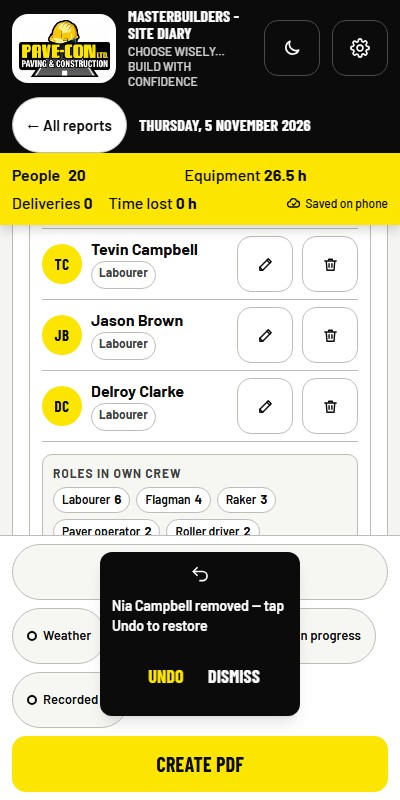 PAVE-CON LTD.
PAVING & CONSTRUCTION
MASTERBUILDERS –
SITE DIARY
CHOOSE WISELY...
BUILD WITH
CONFIDENCE
← All reports
THURSDAY, 5 NOVEMBER 2026
People 20
Equipment 26.5 h
Deliveries 0 Time lost 0 h
Saved on phone
TC
Tevin Campbell
Labourer
JB
Jason Brown
Labourer
DC
Delroy Clarke
Labourer
ROLES IN OWN CREW
Labourer 6 Flagman 4 Raker 3
Paver operator 2 Roller driver 2
Weather
n progress
Recorded
Nia Campbell removed — tap
Undo to restore
UNDO DISMISS
CREATE PDF